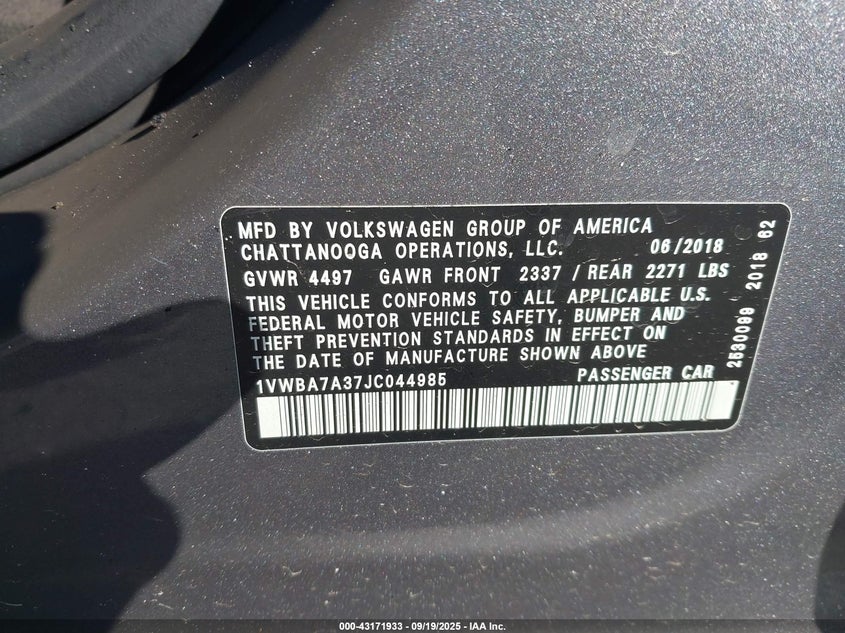 MFD BY VOLKSWAGEN GROUP OF AMERICA
CHATTANOOGA OPERATIONS, LLC. 06/2018
GVWR 4497 GAWR FRONT 2337 / REAR 2271 LBS
THIS VEHICLE CONFORMS TO ALL APPLICABLE U.S.
FEDERAL MOTOR VEHICLE SAFETY, BUMPER AND
THEFT PREVENTION STANDARDS IN EFFECT ON
THE DATE OF MANUFACTURE SHOWN ABOVE
1VWBA7A37JC044985 PASSENGER CAR
2530099 2018 62
000-43171933 - 09/19/2025 - IAA Inc.